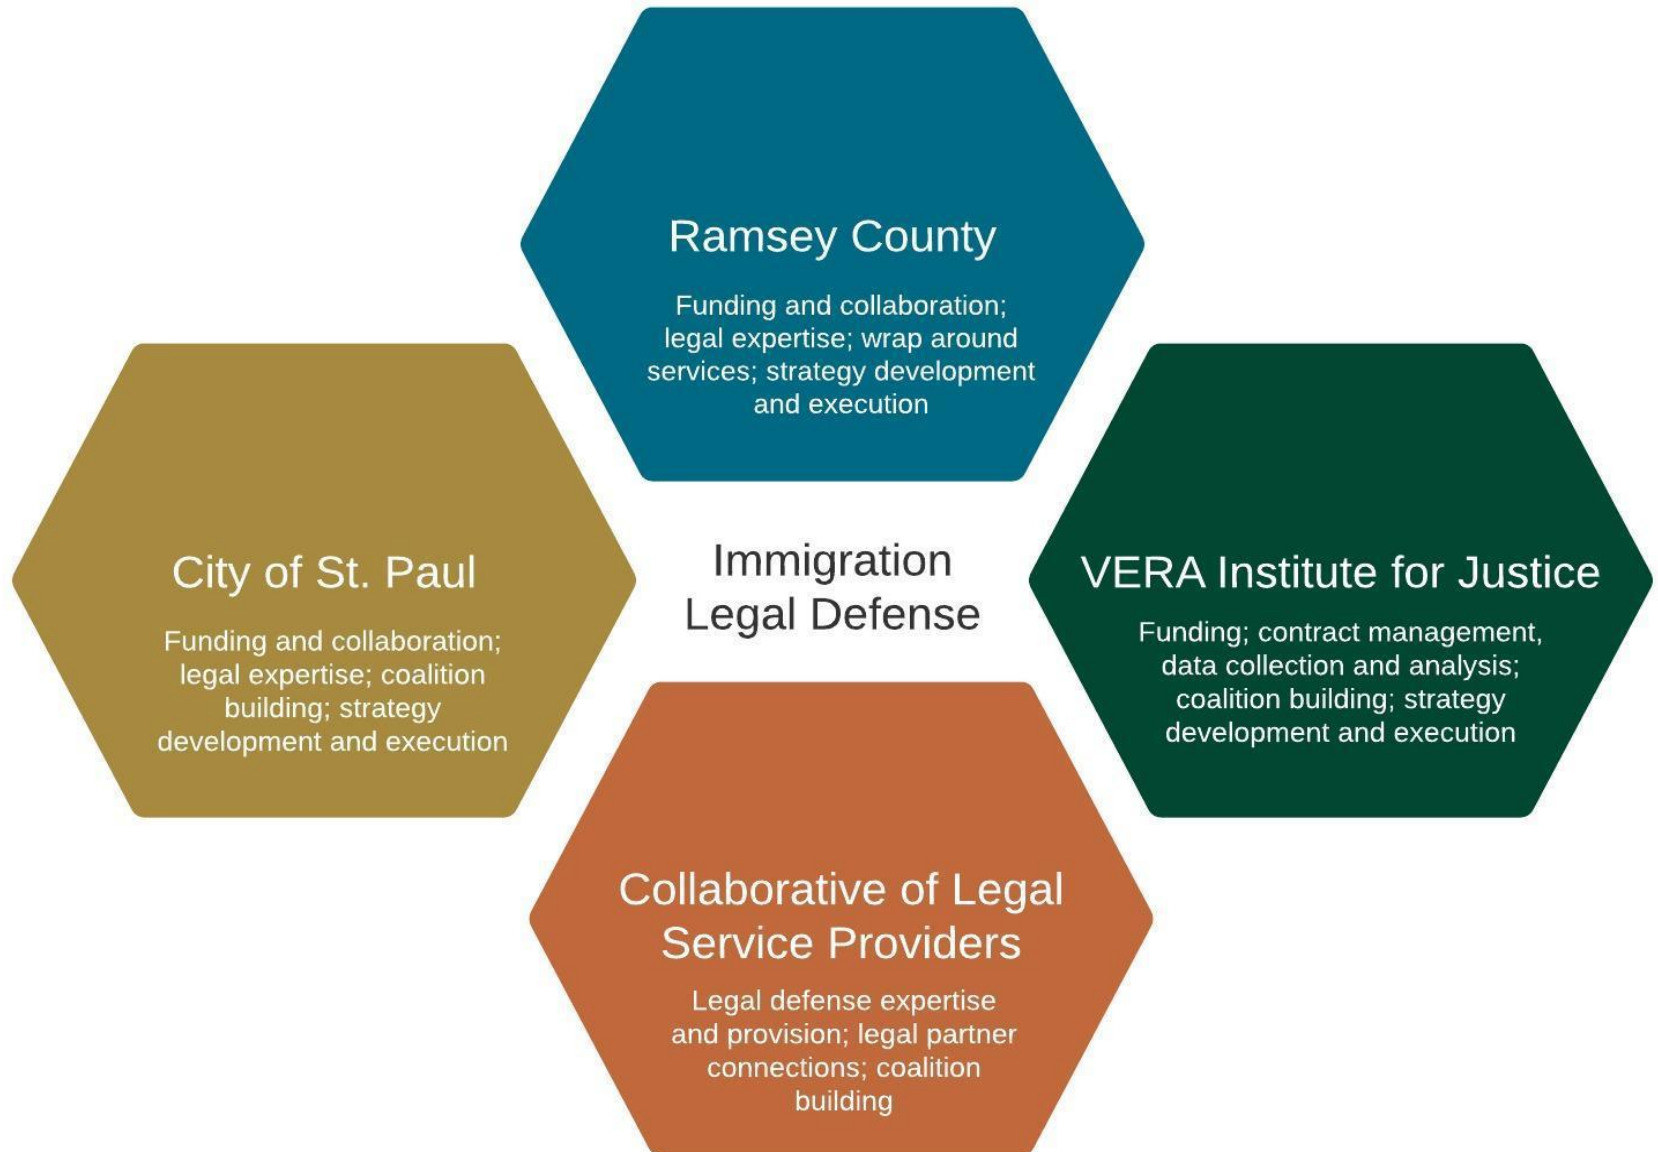 Ramsey County
Funding and collaboration;
legal expertise; wrap around
services; strategy development
and execution
City of St. Paul
Funding and collaboration;
legal expertise; coalition
building; strategy
development and execution
Immigration
Legal Defense
VERA Institute for Justice
Funding; contract management,
data collection and analysis;
coalition building; strategy
development and execution
Collaborative of Legal
Service Providers
Legal defense expertise
and provision; legal partner
connections; coalition
building